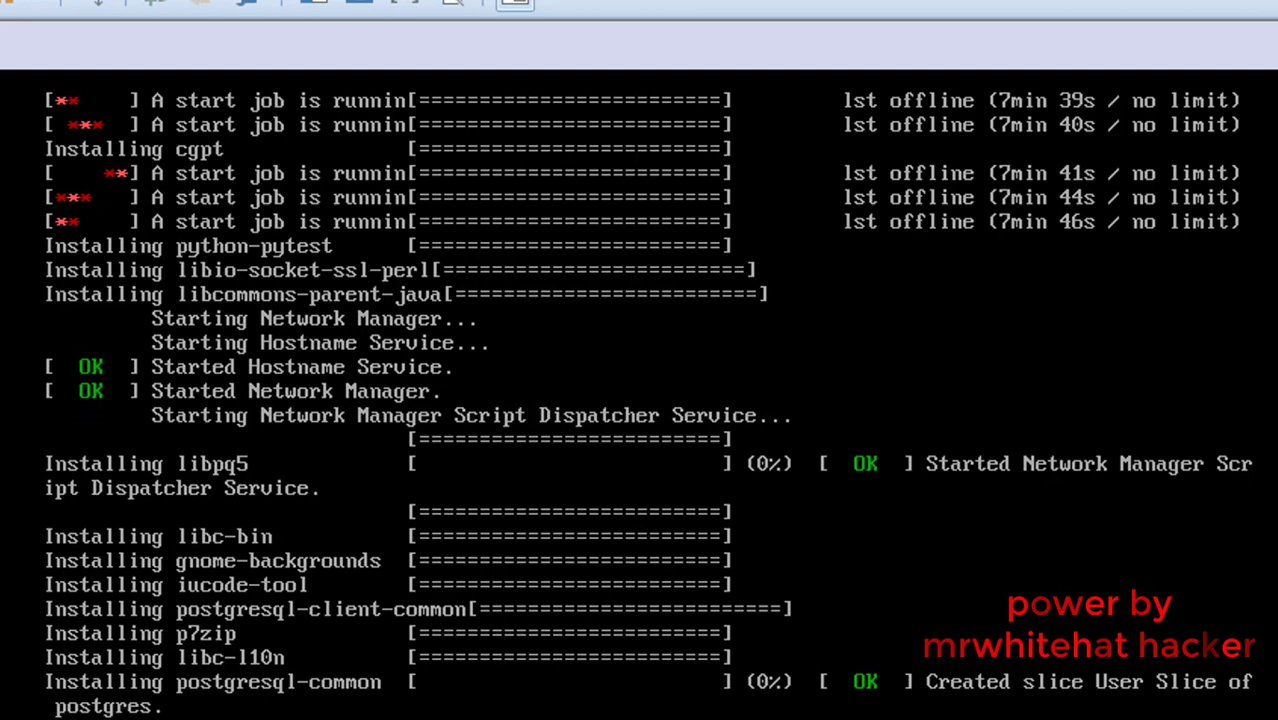 [**    ] A start job is runnin[=========================]         lst offline (7min 39s / no limit)
[ ***  ] A start job is runnin[=========================]         lst offline (7min 40s / no limit)
Installing cgpt               [=========================]
[    **] A start job is runnin[=========================]         lst offline (7min 41s / no limit)
[***   ] A start job is runnin[=========================]         lst offline (7min 44s / no limit)
[**    ] A start job is runnin[=========================]         lst offline (7min 46s / no limit)
Installing python-pytest      [=========================]
Installing libio-socket-ssl-perl[=========================]
Installing libcommons-parent-java[=========================]
Starting Network Manager...
Starting Hostname Service...
[  OK  ] Started Hostname Service.
[  OK  ] Started Network Manager.
Starting Network Manager Script Dispatcher Service...
[=========================]
Installing libpq5             [                         ] (0%)  [  OK  ] Started Network Manager Scr
ipt Dispatcher Service.
[=========================]
Installing libc-bin           [=========================]
Installing gnome-backgrounds  [=========================]
Installing iucode-tool        [=========================]
Installing postgresql-client-common[=========================]
Installing p7zip              [=========================]
Installing libc-l10n          [=========================]
Installing postgresql-common  [                         ] (0%)  [  OK  ] Created slice User Slice of
postgres.
power by
mrwhitehat hacker